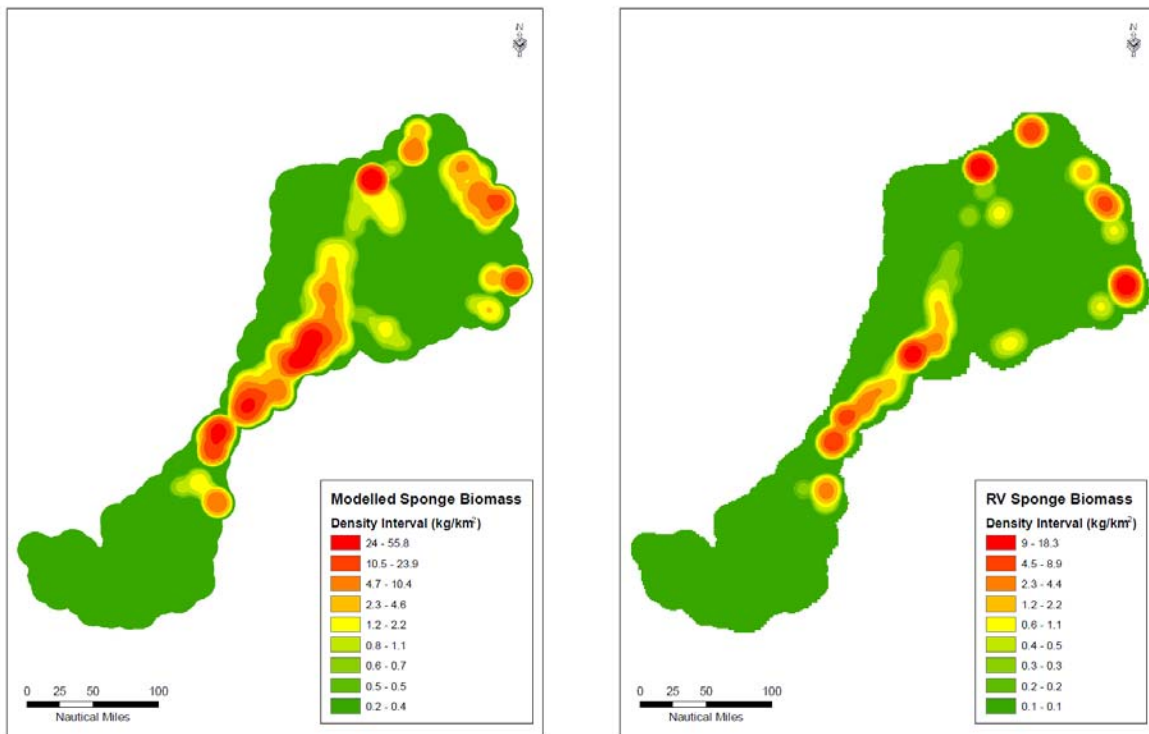 N
Modelled Sponge Biomass
Density Interval (kg/km²)
24 - 55.8
10.5 - 23.9
4.7 - 10.4
2.3 - 4.6
1.2 - 2.2
0.8 - 1.1
0.6 - 0.7
0.5 - 0.5
0.2 - 0.4
0 25 50 100
Nautical Miles
N
RV Sponge Biomass
Density Interval (kg/km²)
9 - 18.3
4.5 - 8.9
2.3 - 4.4
1.2 - 2.2
0.6 - 1.1
0.4 - 0.5
0.3 - 0.3
0.2 - 0.2
0.1 - 0.1
0 25 50 100
Nautical Miles